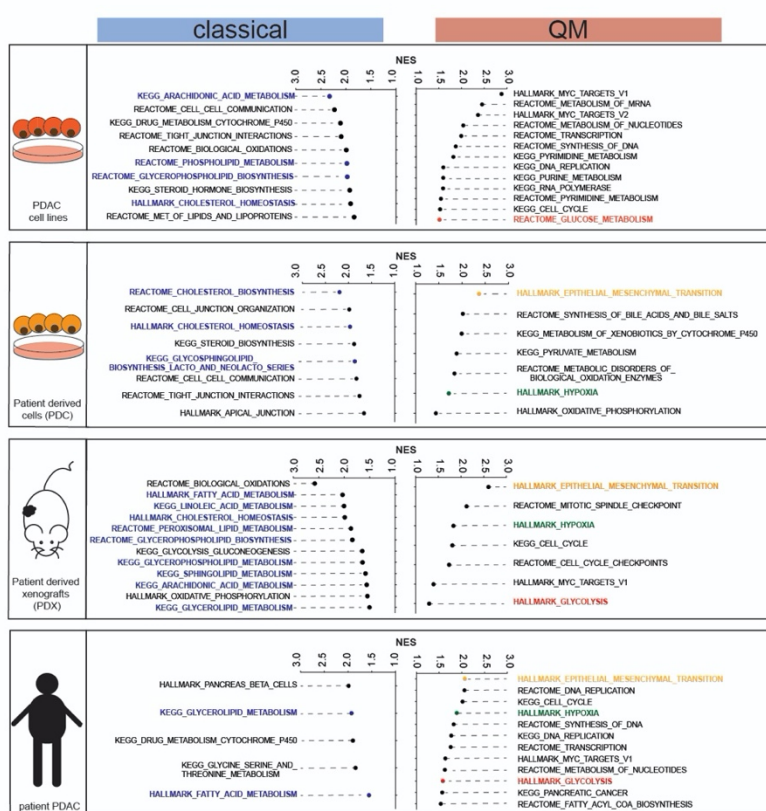 classical
QM
NES
3.0
2.5
2.0
1.5
1.0
1.0
1.5
2.0
2.5
3.0
KEGG_ARACHIDONIC_ACID_METABOLISM
REACTOME_CELL_CELL_COMMUNICATION
KEGG_DRUG_METABOLISM_CYTOCHROME_P450
REACTOME_TIGHT_JUNCTION_INTERACTIONS
REACTOME_BIOLOGICAL_OXIDATIONS
REACTOME_PHOSPHOLIPID_METABOLISM
REACTOME_GLYCEROPHOSPHOLIPID_BIOSYNTHESIS
KEGG_STEROID_HORMONE_BIOSYNTHESIS
HALLMARK_CHOLESTEROL_HOMEOSTASIS
REACTOME_MET_OF_LIPIDS_AND_LIPOPROTEINS
HALLMARK_MYC_TARGETS_V1
REACTOME_METABOLISM_OF_MRNA
HALLMARK_MYC_TARGETS_V2
REACTOME_METABOLISM_OF_NUCLEOTIDES
REACTOME_TRANSCRIPTION
REACTOME_SYNTHESIS_OF_DNA
KEGG_PYRIMIDINE_METABOLISM
KEGG_DNA_REPLICATION
KEGG_PURINE_METABOLISM
KEGG_RNA_POLYMERASE
REACTOME_PYRIMIDINE_METABOLISM
KEGG_CELL_CYCLE
REACTOME_GLUCOSE_METABOLISM
PDAC
cell lines
3.0
2.5
2.0
1.5
1.0
1.0
1.5
2.0
2.5
3.0
REACTOME_CHOLESTEROL_BIOSYNTHESIS
REACTOME_CELL_JUNCTION_ORGANIZATION
HALLMARK_CHOLESTEROL_HOMEOSTASIS
KEGG_STEROID_BIOSYNTHESIS
KEGG_GLYCOSPHINGOLIPID_
BIOSYNTHESIS_LACTO_AND_NEOLACTO_SERIES
REACTOME_CELL_CELL_COMMUNICATION
REACTOME_TIGHT_JUNCTION_INTERACTIONS
HALLMARK_APICAL_JUNCTION
HALLMARK_EPITHELIAL_MESENCHYMAL_TRANSITION
REACTOME_SYNTHESIS_OF_BILE_ACIDS_AND_BILE_SALTS
KEGG_METABOLISM_OF_XENOBIOTICS_BY_CYTOCHROME_P450
KEGG_PYRUVATE_METABOLISM
REACTOME_METABOLIC_DISORDERS_OF_
BIOLOGICAL_OXIDATION_ENZYMES
HALLMARK_HYPOXIA
HALLMARK_OXIDATIVE_PHOSPHORYLATION
Patient derived
cells (PDC)
3.0
2.5
2.0
1.5
1.0
1.0
1.5
2.0
2.5
3.0
REACTOME_BIOLOGICAL_OXIDATIONS
HALLMARK_FATTY_ACID_METABOLISM
KEGG_LINOLEIC_ACID_METABOLISM
HALLMARK_CHOLESTEROL_HOMEOSTASIS
REACTOME_PEROXISOMAL_LIPID_METABOLISM
REACTOME_GLYCEROPHOSPHOLIPID_BIOSYNTHESIS
KEGG_GLYCOLYSIS_GLUCONEOGENESIS
KEGG_GLYCEROPHOSPHOLIPID_METABOLISM
KEGG_SPHINGOLIPID_METABOLISM
KEGG_ARACHIDONIC_ACID_METABOLISM
HALLMARK_OXIDATIVE_PHOSPHORYLATION
KEGG_GLYCEROLIPID_METABOLISM
HALLMARK_EPITHELIAL_MESENCHYMAL_TRANSITION
REACTOME_MITOTIC_SPINDLE_CHECKPOINT
HALLMARK_HYPOXIA
KEGG_CELL_CYCLE
REACTOME_CELL_CYCLE_CHECKPOINTS
HALLMARK_MYC_TARGETS_V1
HALLMARK_GLYCOLYSIS
Patient derived
xenografts
(PDX)
NES
3.0
2.5
2.0
1.5
1.0
1.0
1.5
2.0
2.5
3.0
HALLMARK_PANCREAS_BETA_CELLS
KEGG_GLYCEROLIPID_METABOLISM
KEGG_DRUG_METABOLISM_CYTOCHROME_P450
KEGG_GLYCINE_SERINE_AND_
THREONINE_METABOLISM
HALLMARK_FATTY_ACID_METABOLISM
HALLMARK_EPITHELIAL_MESENCHYMAL_TRANSITION
REACTOME_DNA_REPLICATION
KEGG_CELL_CYCLE
HALLMARK_HYPOXIA
REACTOME_SYNTHESIS_OF_DNA
KEGG_DNA_REPLICATION
REACTOME_TRANSCRIPTION
HALLMARK_MYC_TARGETS_V1
REACTOME_METABOLISM_OF_NUCLEOTIDES
HALLMARK_GLYCOLYSIS
KEGG_PANCREATIC_CANCER
REACTOME_FATTY_ACYL_COA_BIOSYNTHESIS
patient PDAC